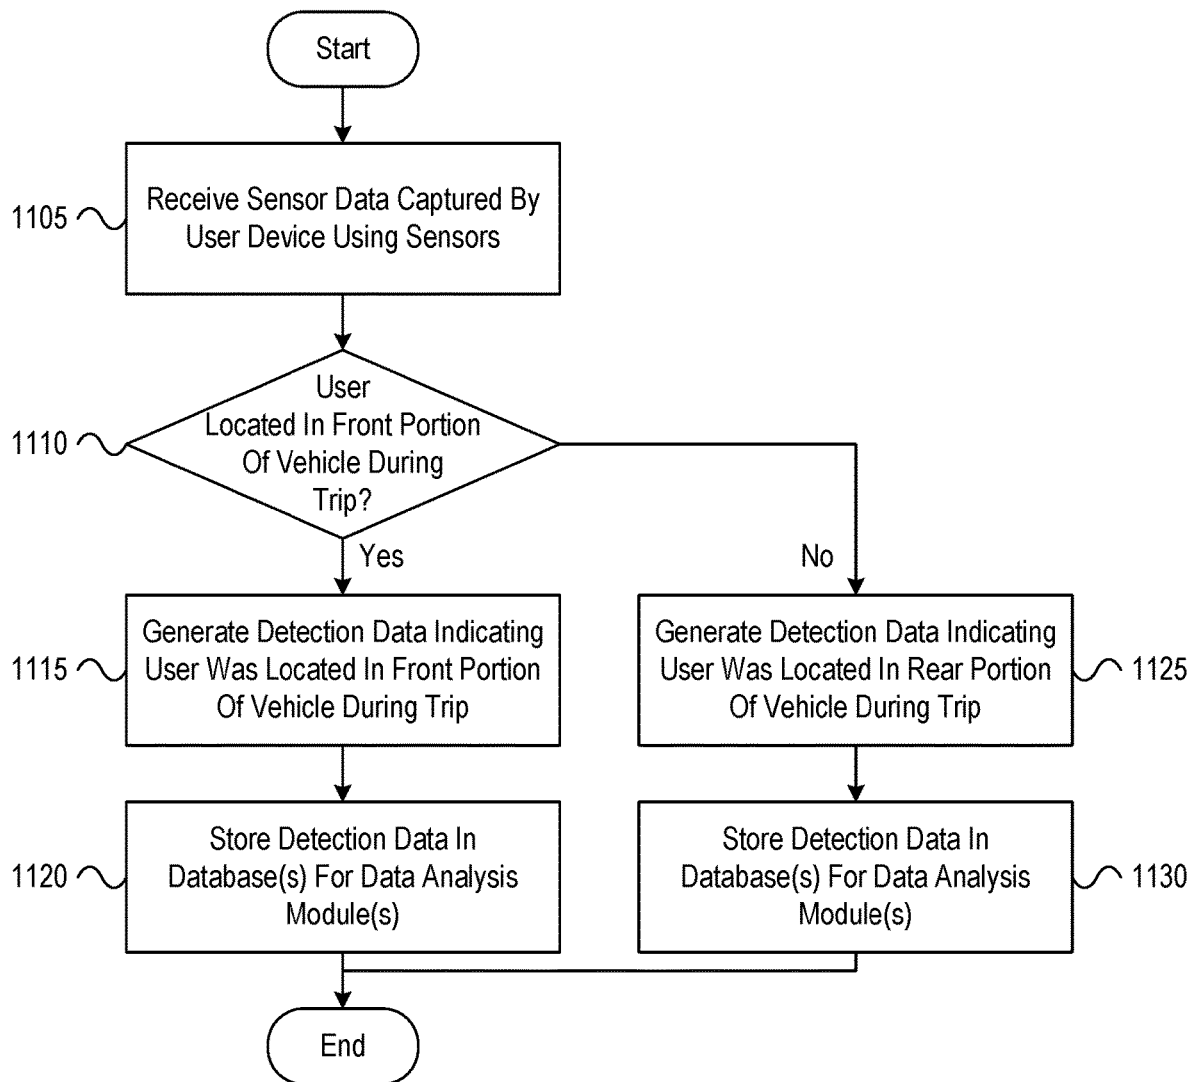 Start
1105
Receive Sensor Data Captured By
User Device Using Sensors
1110
User
Located In Front Portion
Of Vehicle During
Trip?
Yes
No
1115
Generate Detection Data Indicating
User Was Located In Front Portion
Of Vehicle During Trip
Generate Detection Data Indicating
User Was Located In Rear Portion
Of Vehicle During Trip
1125
1120
Store Detection Data In
Database(s) For Data Analysis
Module(s)
Store Detection Data In
Database(s) For Data Analysis
Module(s)
1130
End